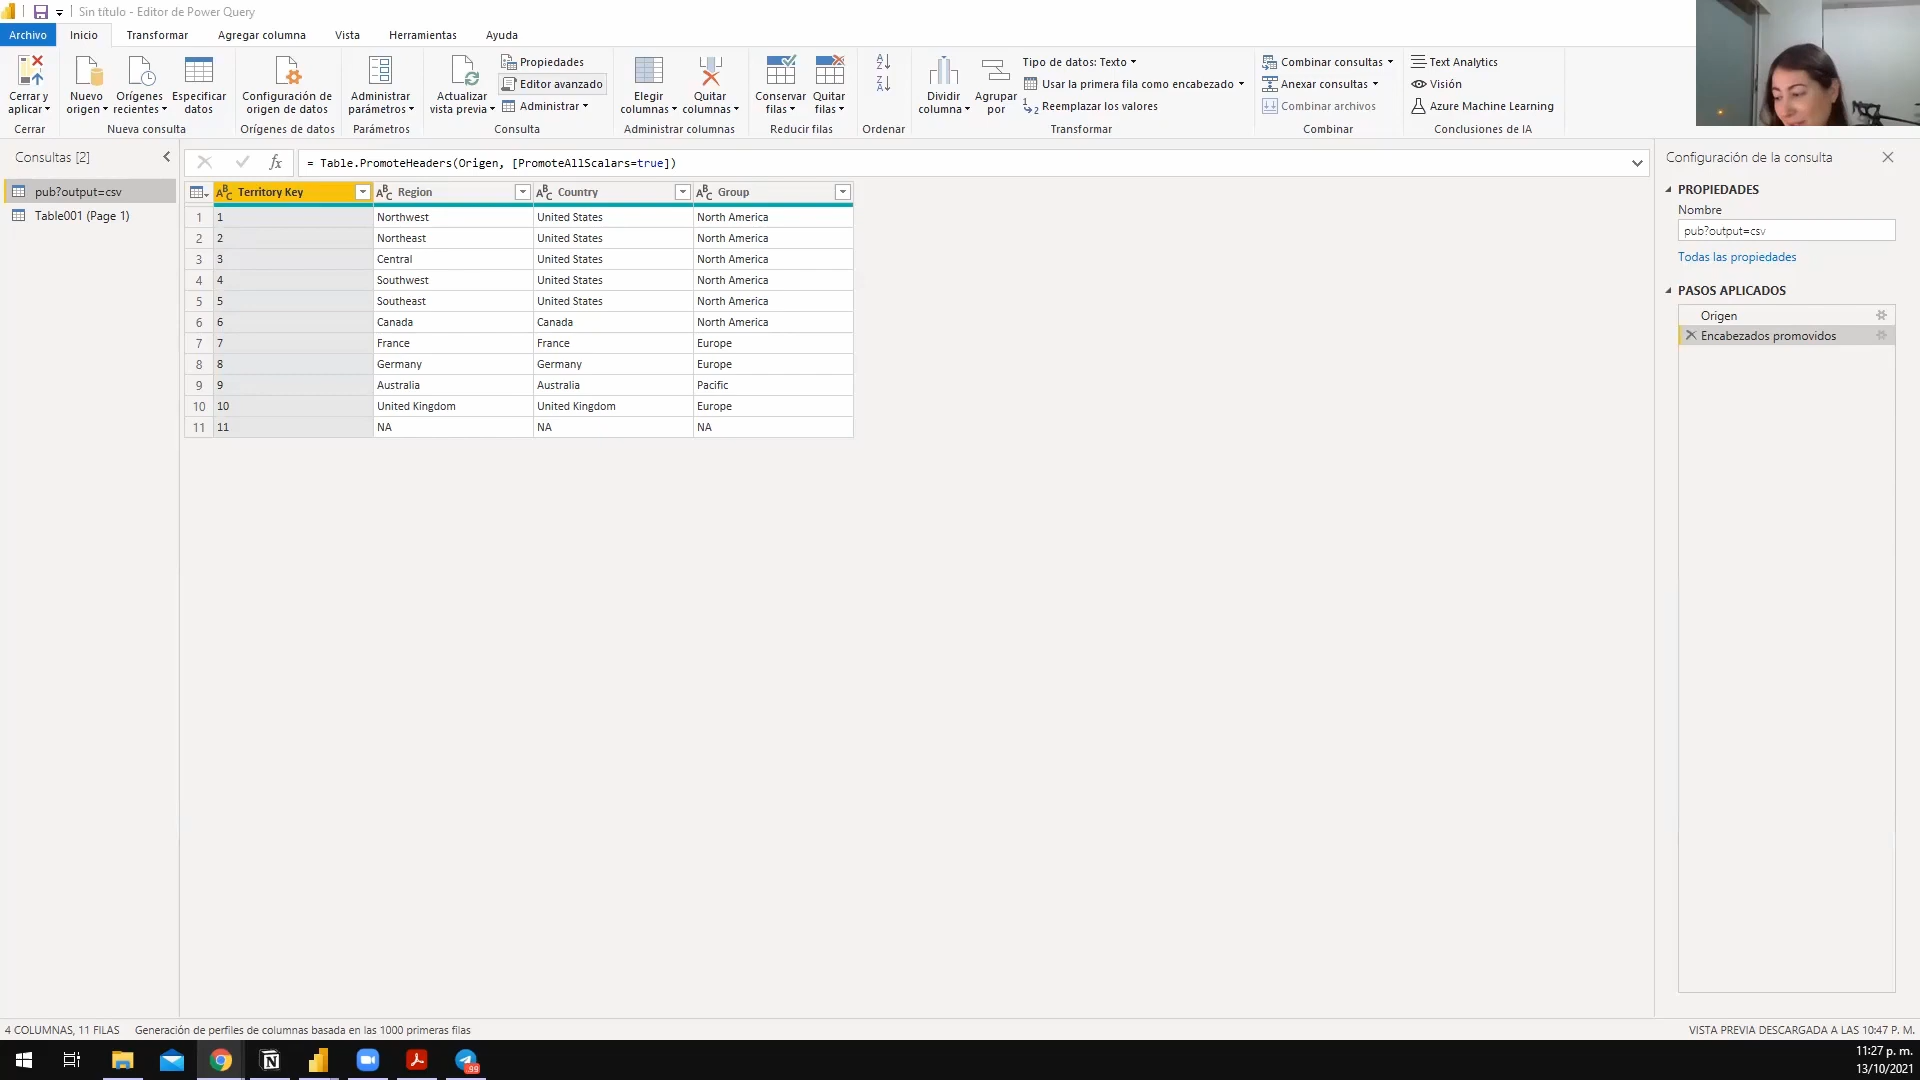 Sin título - Editor de Power Query
Archivo Inicio Transformar Agregar columna Vista Herramientas Ayuda
Cerrar y aplicar
Cerrar
Nuevo origen
Orígenes recientes
Especificar datos
Nueva consulta
Configuración de origen de datos
Orígenes de datos
Administrar parámetros
Parámetros
Actualizar vista previa
Propiedades
Editor avanzado
Administrar
Consulta
Elegir columnas
Quitar columnas
Administrar columnas
Conservar filas
Quitar filas
Reducir filas
Ordenar
Dividir columna
Agrupar por
Tipo de datos: Texto
Usar la primera fila como encabezado
Reemplazar los valores
Transformar
Combinar consultas
Anexar consultas
Combinar archivos
Combinar
Text Analytics
Visión
Azure Machine Learning
Conclusiones de IA
Consultas [2]
pub?output=csv
Table001 (Page 1)
fx = Table.PromoteHeaders(Origen, [PromoteAllScalars=true])
Territory Key Region Country Group
1 1 Northwest United States North America
2 2 Northeast United States North America
3 3 Central United States North America
4 4 Southwest United States North America
5 5 Southeast United States North America
6 6 Canada Canada North America
7 7 France France Europe
8 8 Germany Germany Europe
9 9 Australia Australia Pacific
10 10 United Kingdom United Kingdom Europe
11 11 NA NA NA
Configuración de la consulta
PROPIEDADES
Nombre
pub?output=csv
Todas las propiedades
PASOS APLICADOS
Origen
Encabezados promovidos
4 COLUMNAS, 11 FILAS Generación de perfiles de columnas basada en las 1000 primeras filas
VISTA PREVIA DESCARGADA A LAS 10:47 P. M.
99
11:27 p. m.
13/10/2021